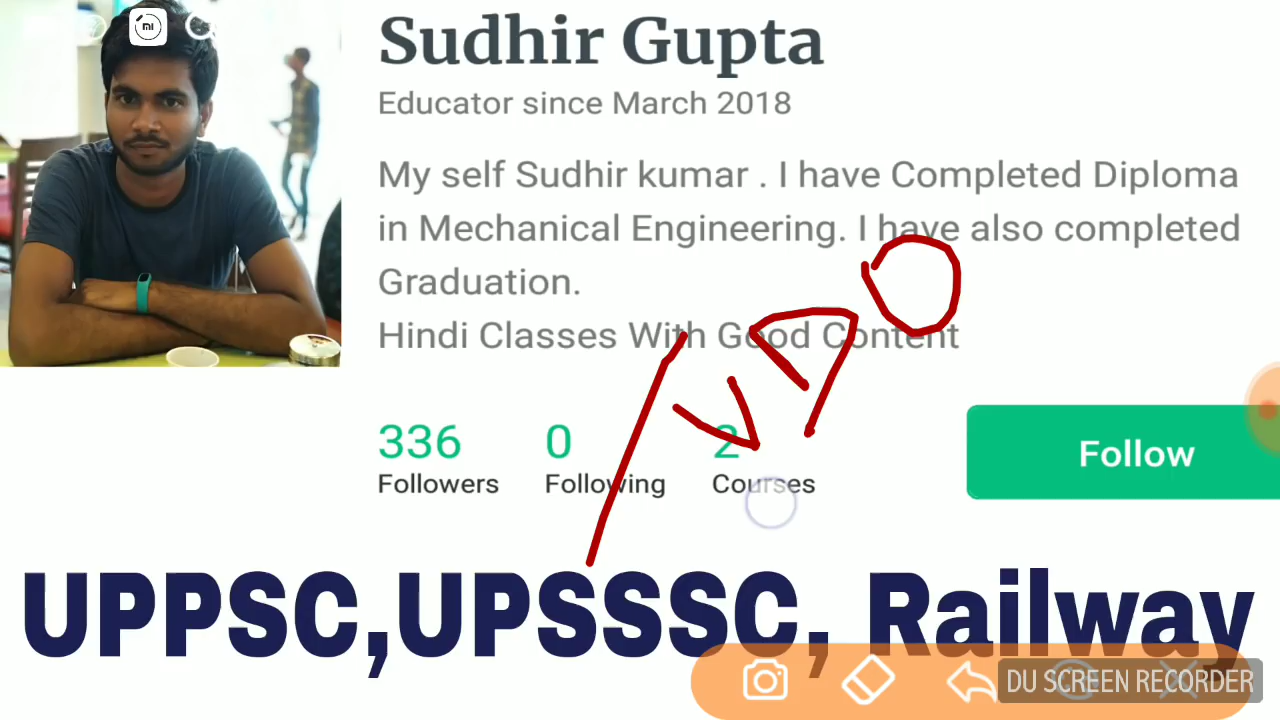 Sudhir Gupta
Educator since March 2018
My self Sudhir kumar . I have Completed Diploma
in Mechanical Engineering. I have also completed
Graduation.
Hindi Classes With Good Content
336 0 2
Followers Following Courses
Follow
VDO
UPPSC,UPSSSC, Railway
DU SCREEN RECORDER